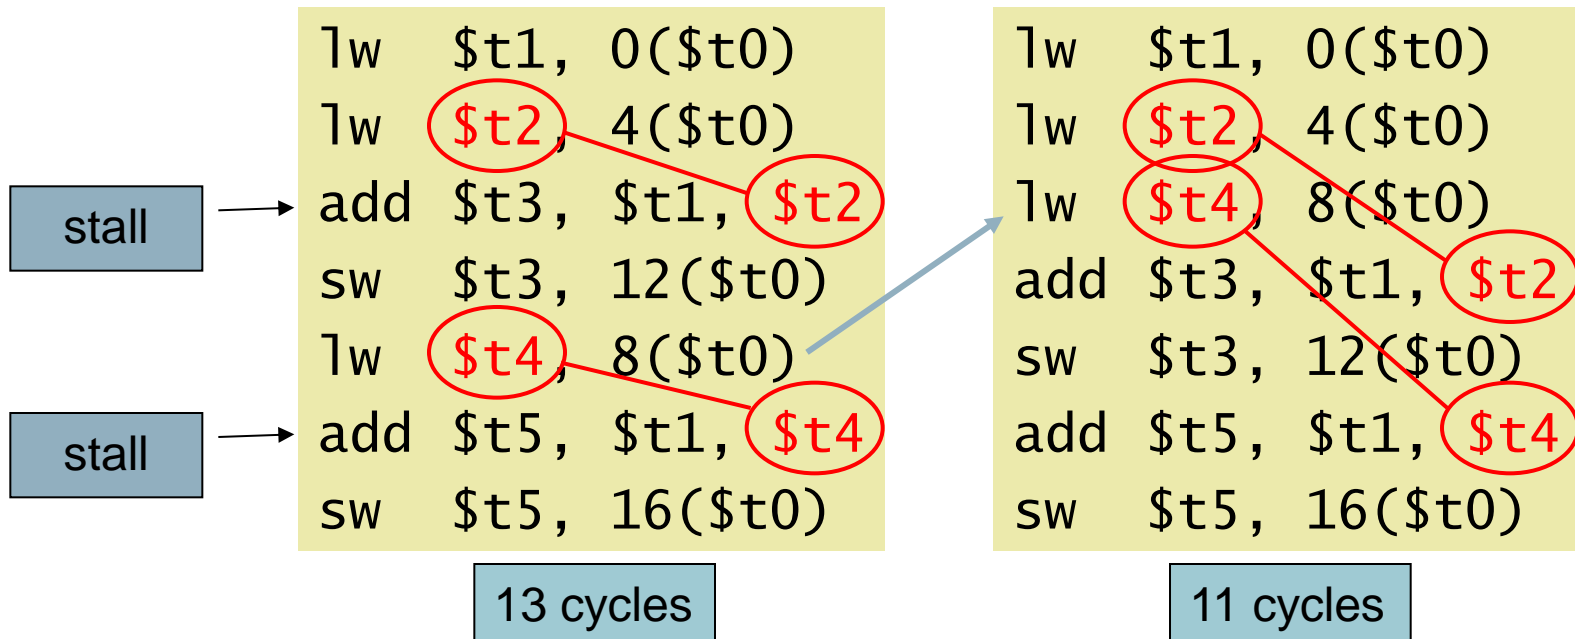 lw $t1, 0($t0)
lw $t2, 4($t0)
stall
add $t3, $t1, $t2
sw $t3, 12($t0)
lw $t4, 8($t0)
stall
add $t5, $t1, $t4
sw $t5, 16($t0)
13 cycles
lw $t1, 0($t0)
lw $t2, 4($t0)
lw $t4, 8($t0)
add $t3, $t1, $t2
sw $t3, 12($t0)
add $t5, $t1, $t4
sw $t5, 16($t0)
11 cycles